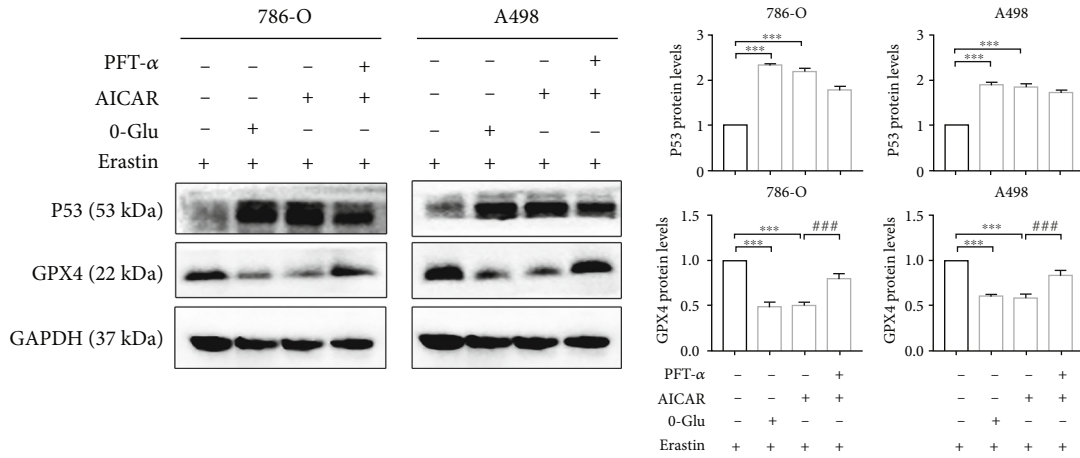 786-O A498
PFT-α – – – + – – – +
AICAR – – + + – – + +
0-Glu – + – – – + – –
Erastin + + + + + + + +
P53 (53 kDa)
GPX4 (22 kDa)
GAPDH (37 kDa)
786-O
P53 protein levels
3
2
1
0
***
***
A498
P53 protein levels
3
2
1
0
***
***
786-O
GPX4 protein levels
1.5
1.0
0.5
0.0
*** ###
***
A498
GPX4 protein levels
1.5
1.0
0.5
0.0
*** ###
***
PFT-α – – – + – – – +
AICAR – – + + – – + +
0-Glu – + – – – + – –
Erastin + + + + + + + +